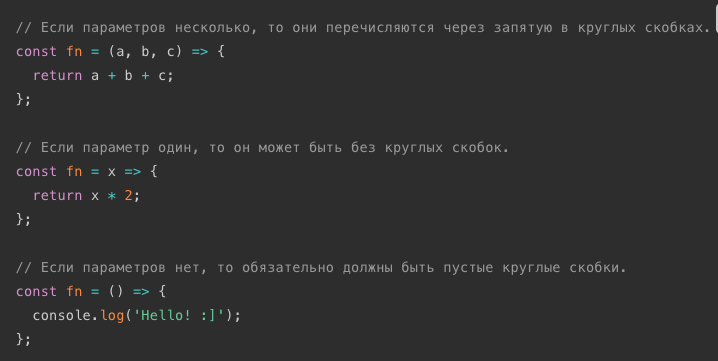 // Если параметров несколько, то они перечисляются через запятую в круглых скобках.
const fn = (a, b, c) => {
  return a + b + c;
};

// Если параметр один, то он может быть без круглых скобок.
const fn = x => {
  return x * 2;
};

// Если параметров нет, то обязательно должны быть пустые круглые скобки.
const fn = () => {
  console.log('Hello! :]');
};